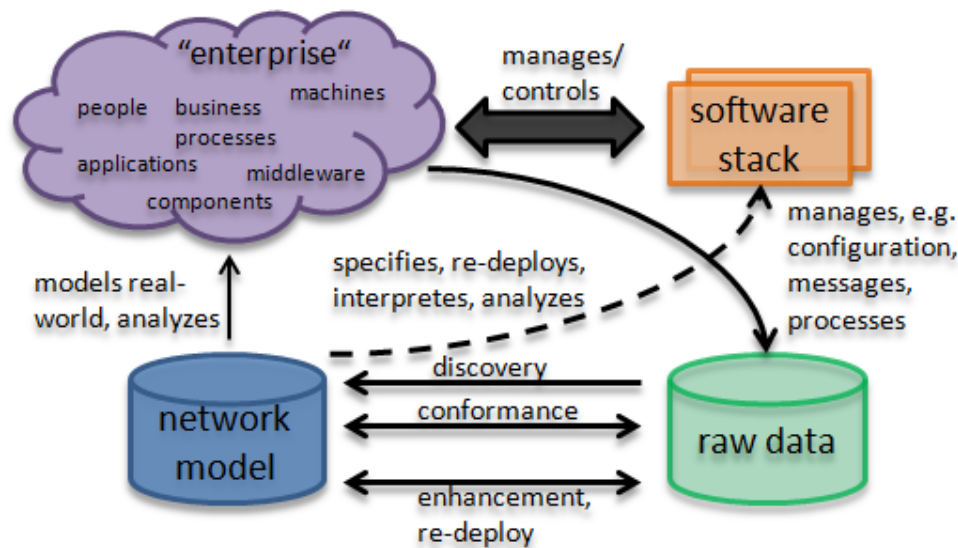 “enterprise“
people
business
processes
machines
applications
middleware
components
manages/
controls
software
stack
models real-
world, analyzes
specifies, re-deploys,
interpretes, analyzes
manages, e.g.
configuration,
messages,
processes
network
model
discovery
conformance
enhancement,
re-deploy
raw data